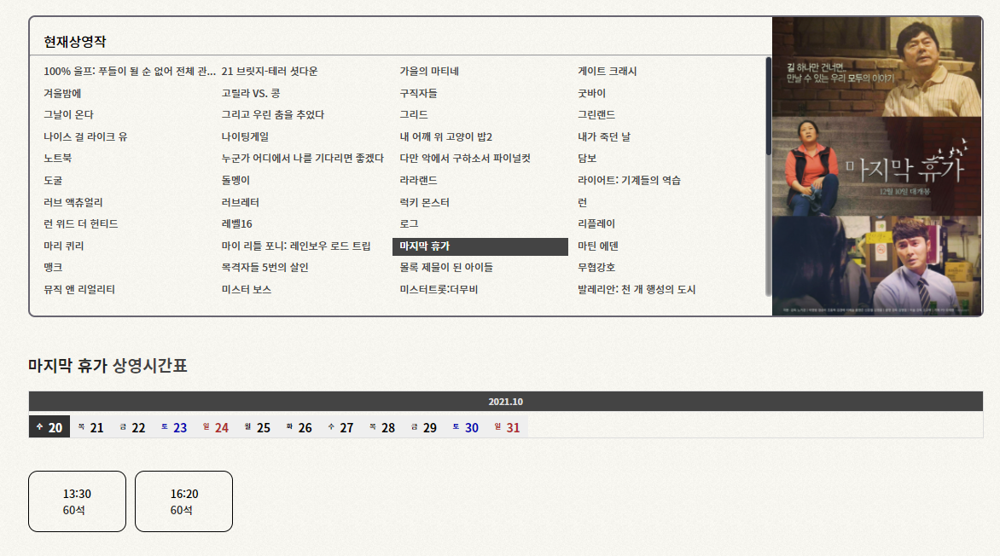 현재상영작
100% 울프: 푸들이 될 순 없어 전체 관... 21 브릿지-테러 셧다운 가을의 마티네 게이트 크래시
겨울밤에 고릴라 VS. 콩 구직자들 굿바이
그날이 온다 그리고 우린 춤을 추었다 그리드 그린랜드
나이스 걸 라이크 유 나이팅게일 내 어깨 위 고양이 밥2 내가 죽던 날
노트북 누군가 어디에서 나를 기다리면 좋겠다 다만 악에서 구하소서 파이널컷 담보
도굴 돌멩이 라라랜드 라이어트: 기계들의 역습
러브 액츄얼리 러브레터 럭키 몬스터 런
런 위드 더 헌티드 레벨16 로그 리플레이
마리 퀴리 마이 리틀 포니: 레인보우 로드 트립 마지막 휴가 마틴 에덴
맹크 목격자들 5번의 살인 몰록 제물이 된 아이들 무협강호
뮤직 앤 리얼리티 미스터 보스 미스터트롯:더무비 발레리안: 천 개 행성의 도시
길 하나만 건너면..
만날 수 있는 우리 모두의 이야기
마지막 휴가
12월 10일 대개봉
마지막 휴가 상영시간표
2021.10
수 20 목 21 금 22 토 23 일 24 월 25 화 26 수 27 목 28 금 29 토 30 일 31
13:30 16:20
60석 60석